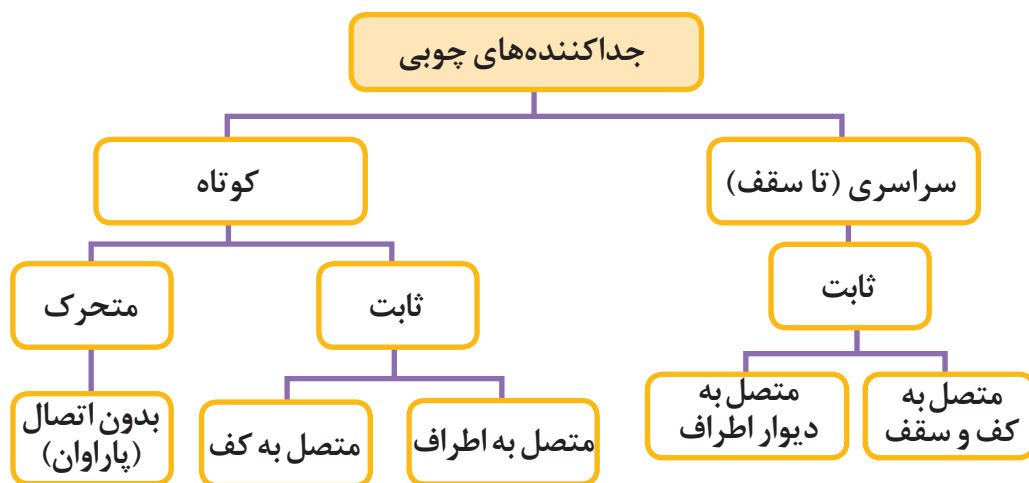 جداکننده‌های چوبی
سراسری (تا سقف)
کوتاه
ثابت
ثابت
متحرک
متصل به
کف و سقف
متصل به
دیوار اطراف
متصل به اطراف
متصل به کف
بدون اتصال
(پاراوان)